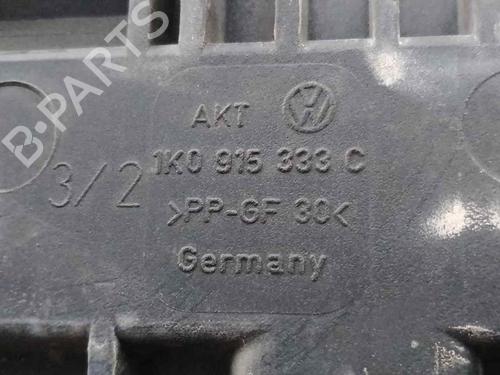 B-PARTS
AKT
1K0 915 333 C
3/2
>PP-GF 30<
Germany